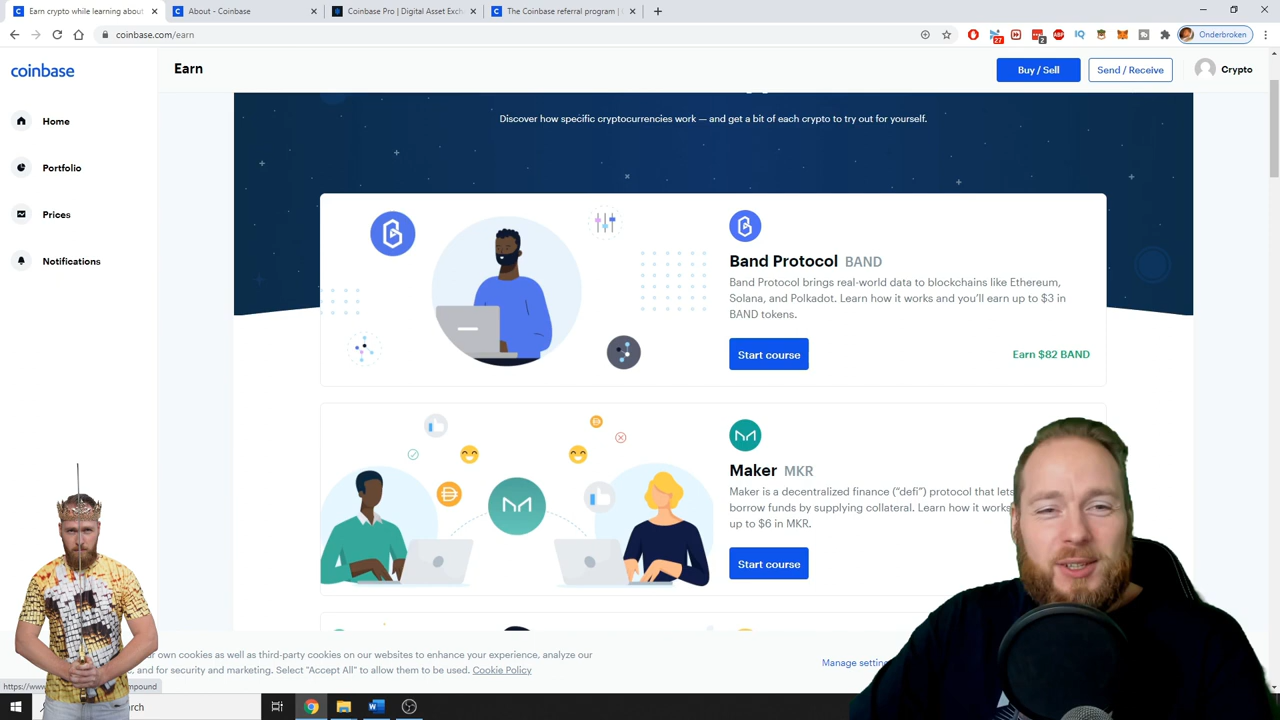 Earn crypto while learning about
About - Coinbase
Coinbase Pro | Digital Asset Exch
The Coinbase referral program |
coinbase.com/earn
27
2
ABP
IQ
Onderbroken
coinbase
Earn
Buy / Sell
Send / Receive
Crypto
Home
Portfolio
Prices
Notifications
Discover how specific cryptocurrencies work — and get a bit of each crypto to try out for yourself.
Band Protocol BAND
Band Protocol brings real-world data to blockchains like Ethereum,
Solana, and Polkadot. Learn how it works and you'll earn up to $3 in
BAND tokens.
Start course
Earn $82 BAND
Maker MKR
Maker is a decentralized finance ("defi") protocol that lets
borrow funds by supplying collateral. Learn how it works
up to $6 in MKR.
Start course
own cookies as well as third-party cookies on our websites to enhance your experience, analyze our
and for security and marketing. Select "Accept All" to allow them to be used. Cookie Policy
Manage settin
https://www